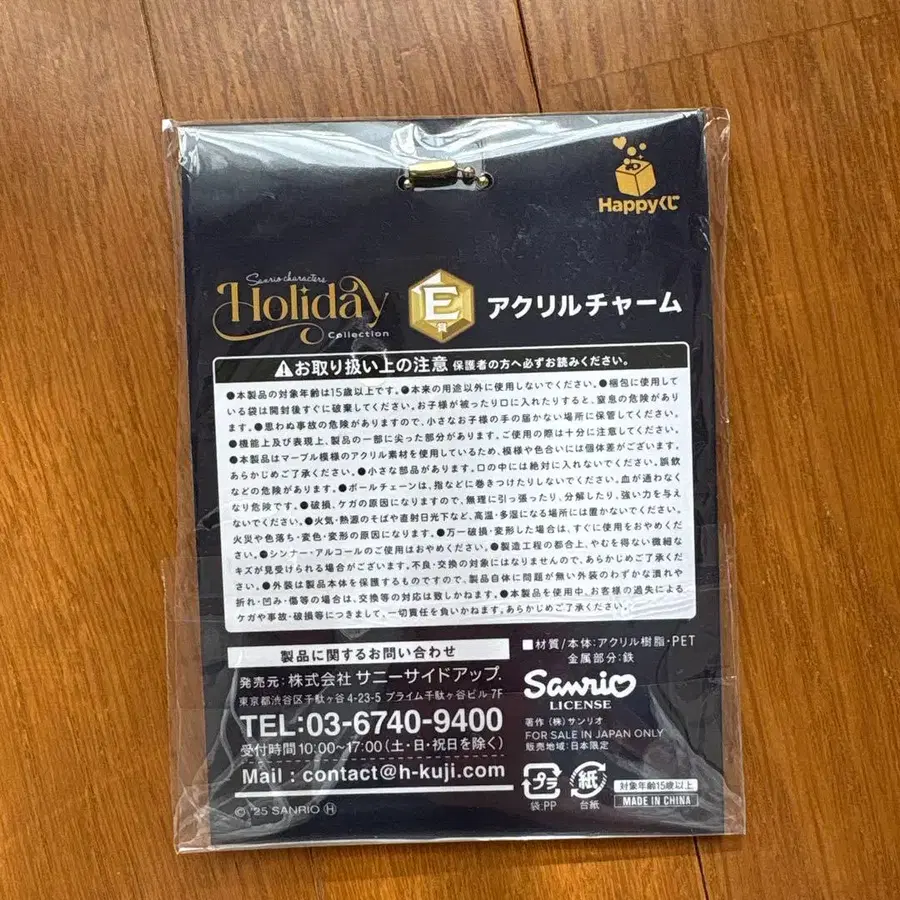 Happyくじ
Sanrio characters
Holiday
Collection
E賞
アクリルチャーム
お取り扱い上の注意 保護者の方へ必ずお読みください。
●本製品の対象年齢は15歳以上です。●本来の用途以外に使用しないでください。●梱包に使用して
いる袋は開封後すぐに破棄してください。お子様が被ったり口に入れたりすると、窒息の危険があり
ます。●思わぬ事故の危険がありますので、小さなお子様の手の届かない場所に保管してください。
●機能上及び表現上、製品の一部に尖った部分があります。ご使用の際は十分に注意してください。
●本製品はマーブル模様のアクリル素材を使用しているため、模様や色合いには個体差がございます。
あらかじめご了承ください。●小さな部品があります。口の中には絶対に入れないでください。誤飲
などの危険があります。●ボールチェーンは、指などに巻きつけたりしないでください。血が通わなく
なり危険です。●破損、ケガの原因になりますので、無理に引っ張ったり、分解したり、強い力を与え
ないでください。●火気・熱源のそばや直射日光下など、高温・多湿になる場所には置かないでください。
火災や色落ち・変色・変形の原因になります。●万一破損・変形した場合は、すぐに使用をおやめくだ
さい。●シンナー・アルコールのご使用はおやめください。●製造工程の都合上、やむを得ない微細な
キズが見受けられる場合がございます。不良・交換の対象にはなりませんので、あらかじめご了承くだ
さい。●外装は製品本体を保護するものですので、製品自体に問題が無い外装のわずかな潰れや
折れ・凹み・傷等の場合は、交換等の対応は致しかねます。●本製品を使用中、お客様の過失による
ケガや事故・破損等につきまして、一切責任を負いかねます。あらかじめご了承ください。
製品に関するお問い合わせ
発売元:株式会社 サニーサイドアップ.
東京都渋谷区千駄ヶ谷 4-23-5 プライム千駄ヶ谷ビル 7F
TEL:03-6740-9400
受付時間 10:00~17:00 (土・日・祝日を除く)
Mail : contact@h-kuji.com
© '25 SANRIO Ⓗ
■材質/本体:アクリル樹脂・PET
金属部分:鉄
Sanrio
LICENSE
著作 (株)サンリオ
FOR SALE IN JAPAN ONLY
販売地域:日本限定
プラ
袋:PP
紙
台紙
対象年齢15歳以上
MADE IN CHINA